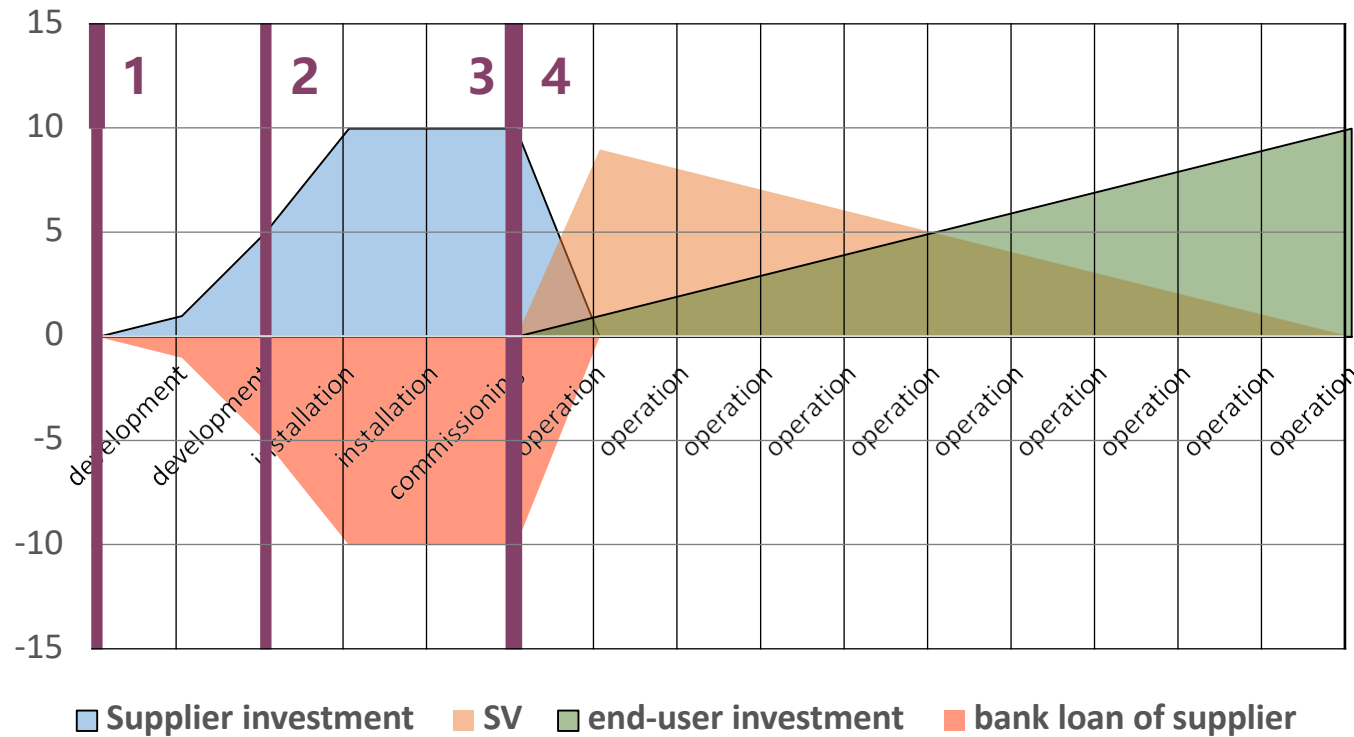 15
1 2 3 4
10
5
0
development development installation installation commissioning operation operation operation operation operation operation operation operation operation operation
-5
-10
-15
Supplier investment SV end-user investment bank loan of supplier